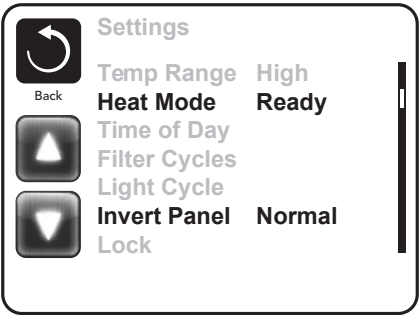 Settings
Back
Temp Range High
Heat Mode Ready
Time of Day
Filter Cycles
Light Cycle
Invert Panel Normal
Lock